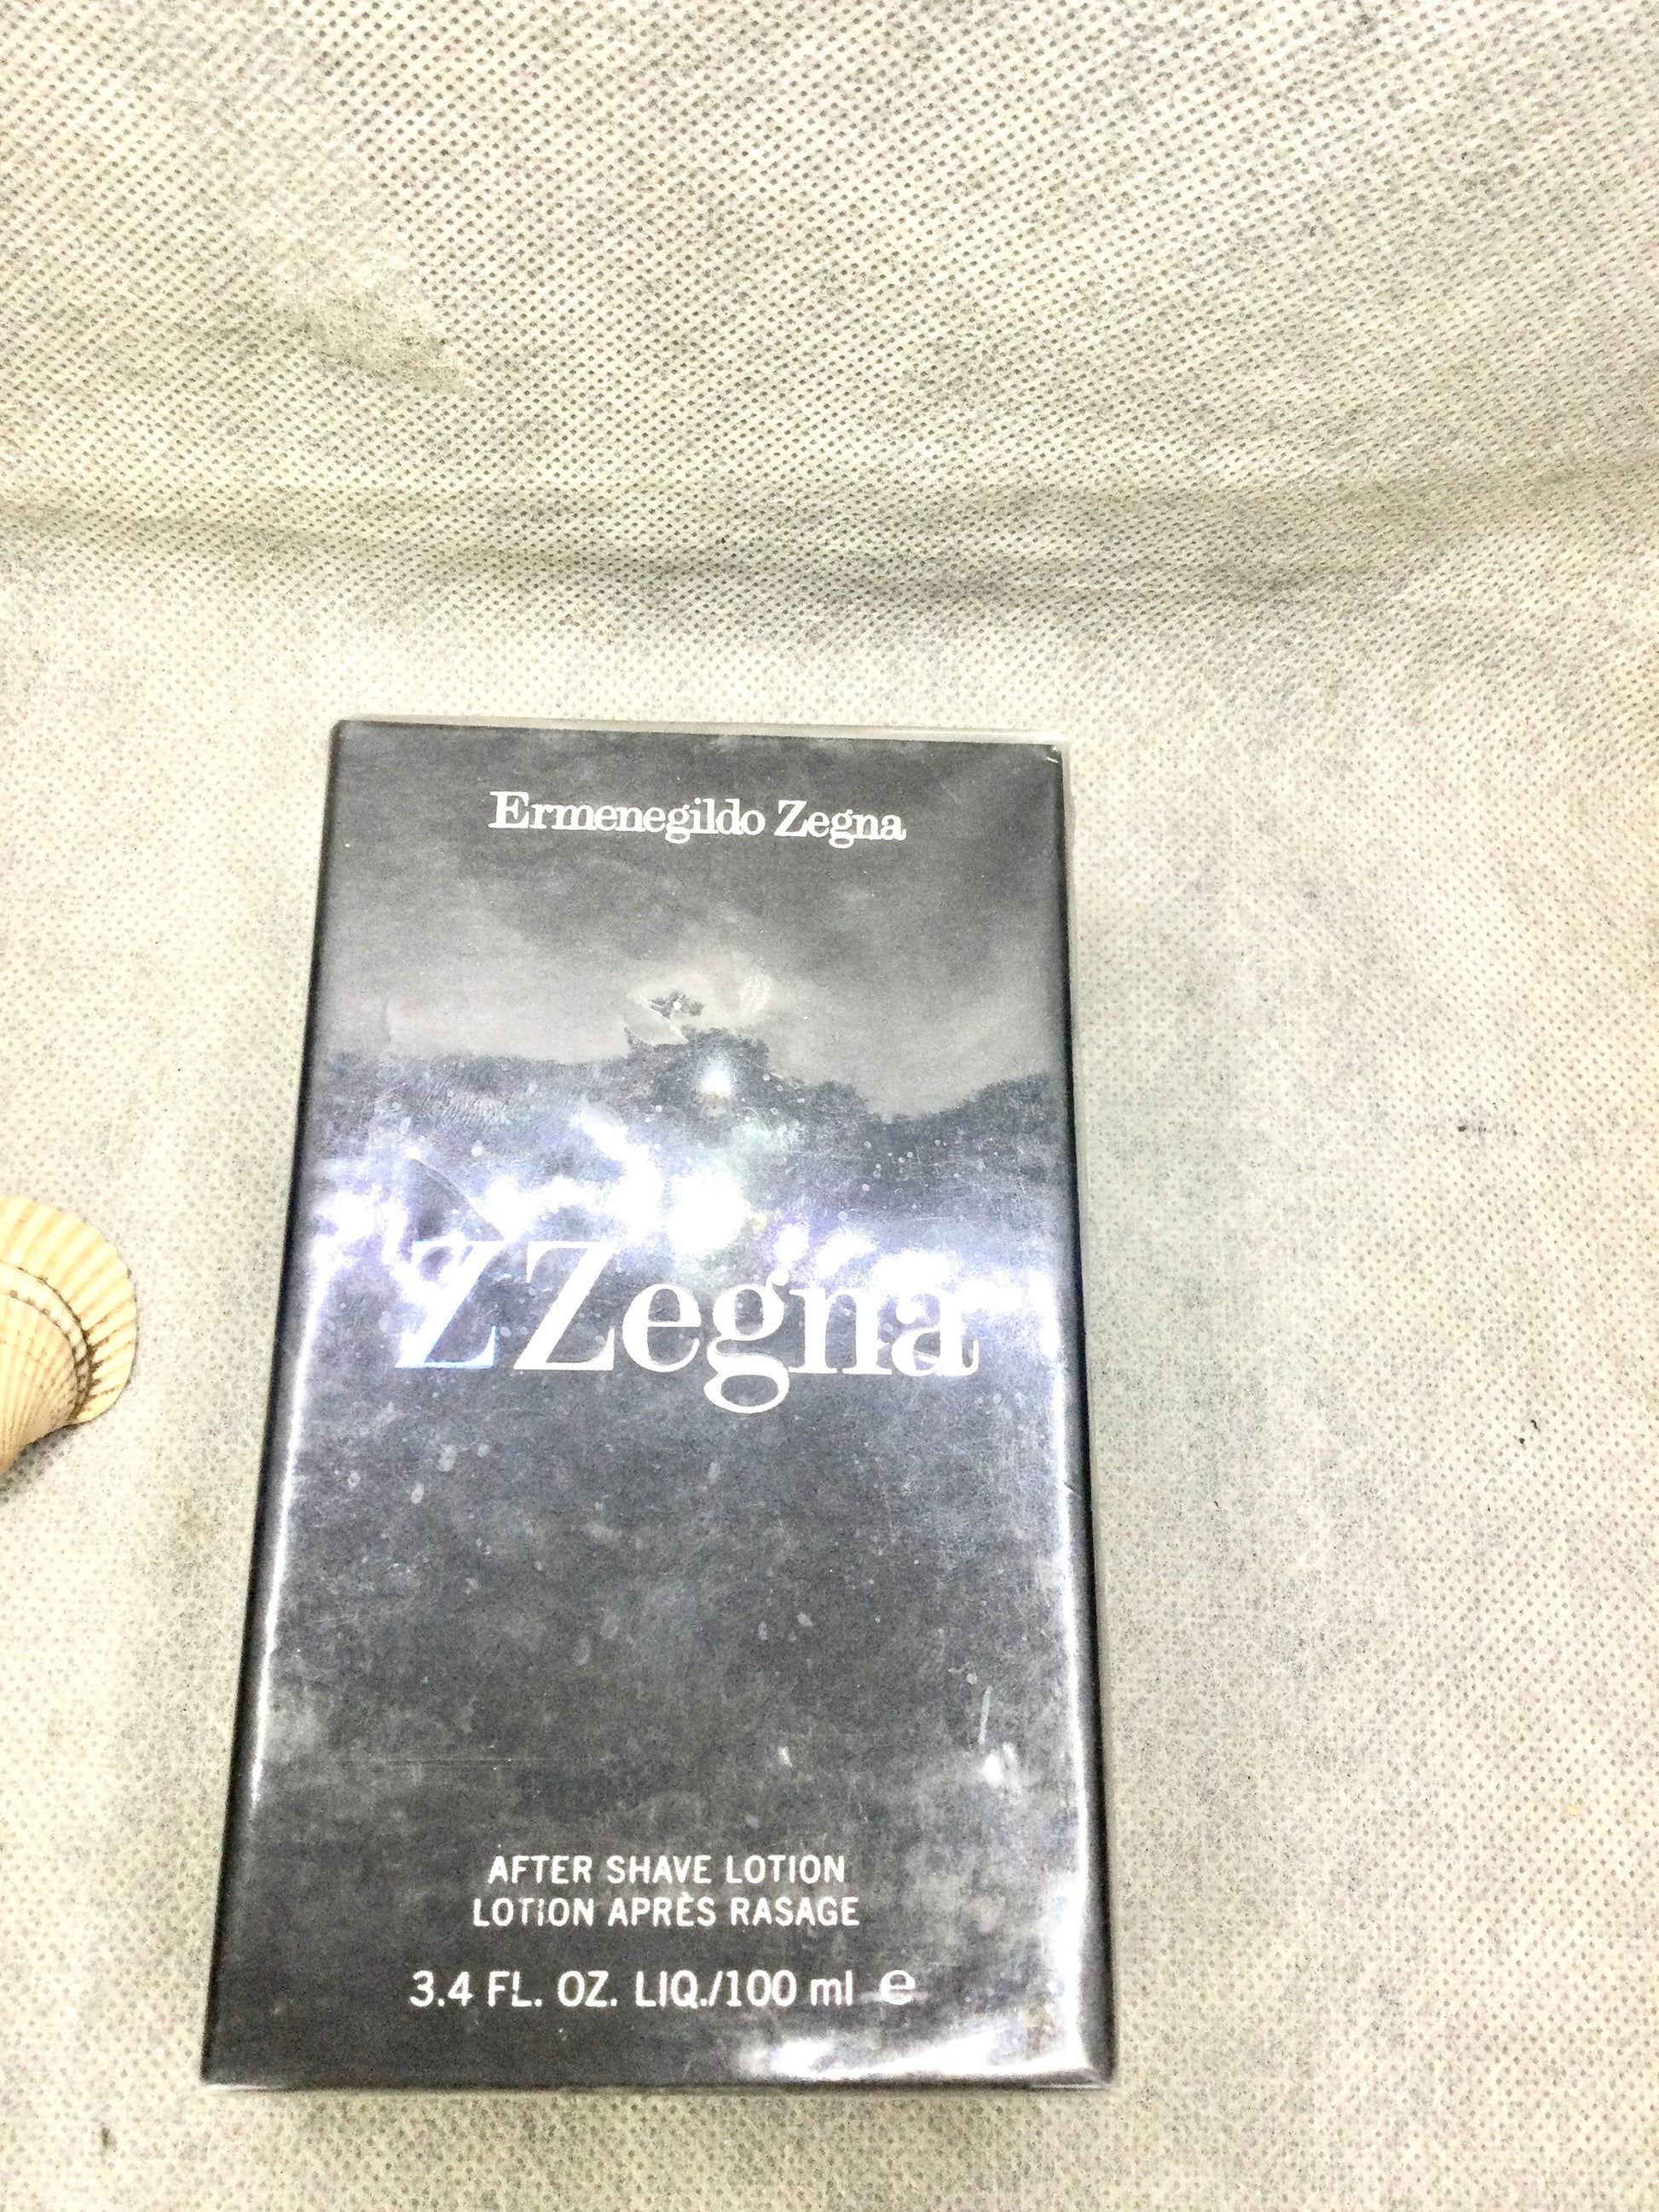 Ermenegildo Zegna
Z Zegna
AFTER SHAVE LOTION
LOTION APRÈS RASAGE
3.4 FL. OZ. LIQ./100 ml ℮